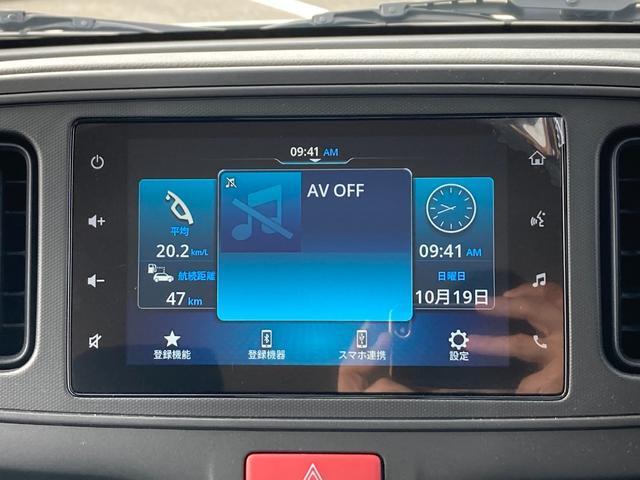 09:41 AM
AV OFF
平均
20.2 km/L
航続距離
47 km
09:41 AM
日曜日
10月19日
登録機能
登録機器
スマホ連携
設定